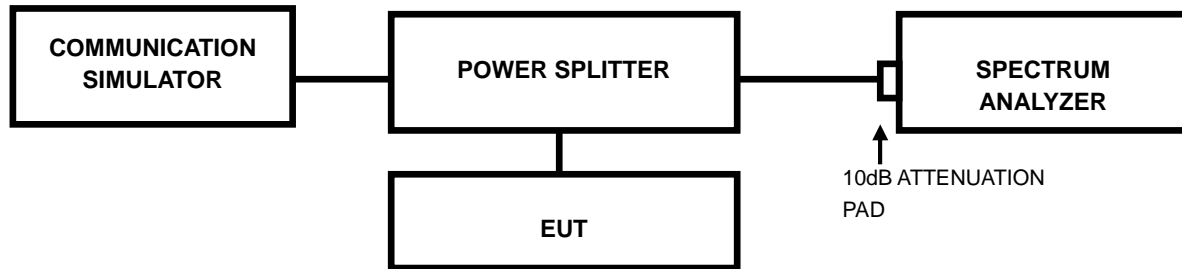 COMMUNICATION
SIMULATOR
POWER SPLITTER
SPECTRUM
ANALYZER
10dB ATTENUATION
PAD
EUT